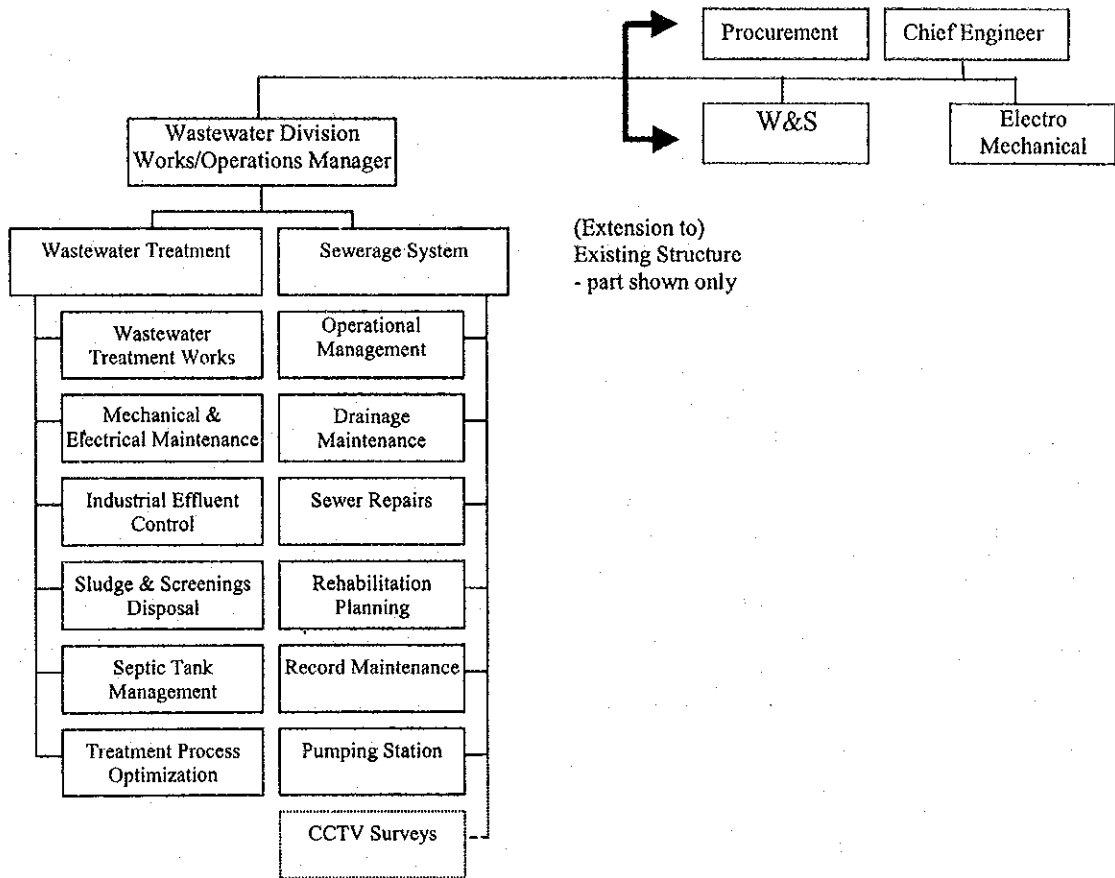 Procurement
Chief Engineer
Wastewater Division
Works/Operations Manager
W&S
Electro
Mechanical
Wastewater Treatment
Sewerage System
(Extension to)
Existing Structure
- part shown only
Wastewater
Treatment Works
Operational
Management
Mechanical &
Electrical Maintenance
Drainage
Maintenance
Industrial Effluent
Control
Sewer Repairs
Sludge & Screenings
Disposal
Rehabilitation
Planning
Septic Tank
Management
Record Maintenance
Treatment Process
Optimization
Pumping Station
CCTV Surveys